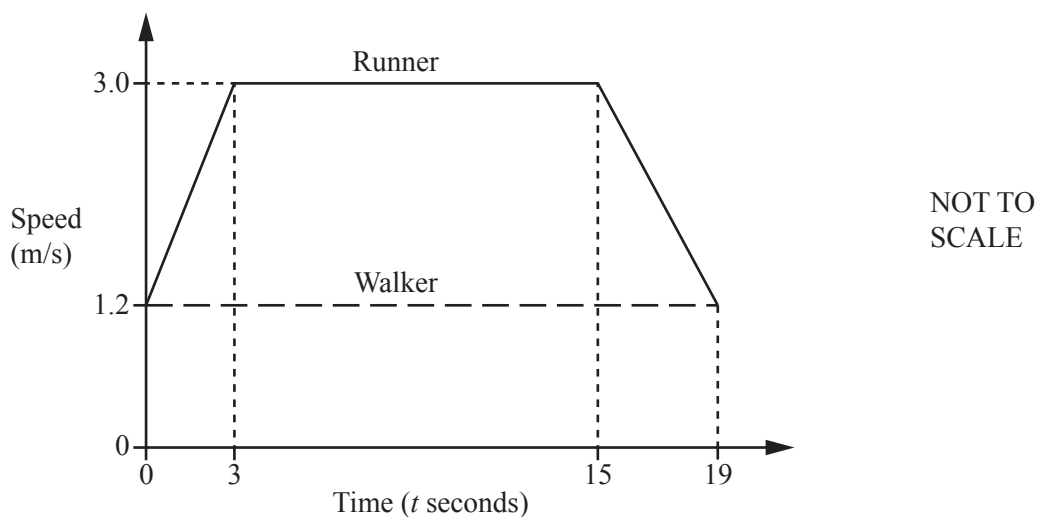 Runner
3.0
Speed
(m/s)
NOT TO
SCALE
Walker
1.2
0
0 3 15 19
Time (t seconds)